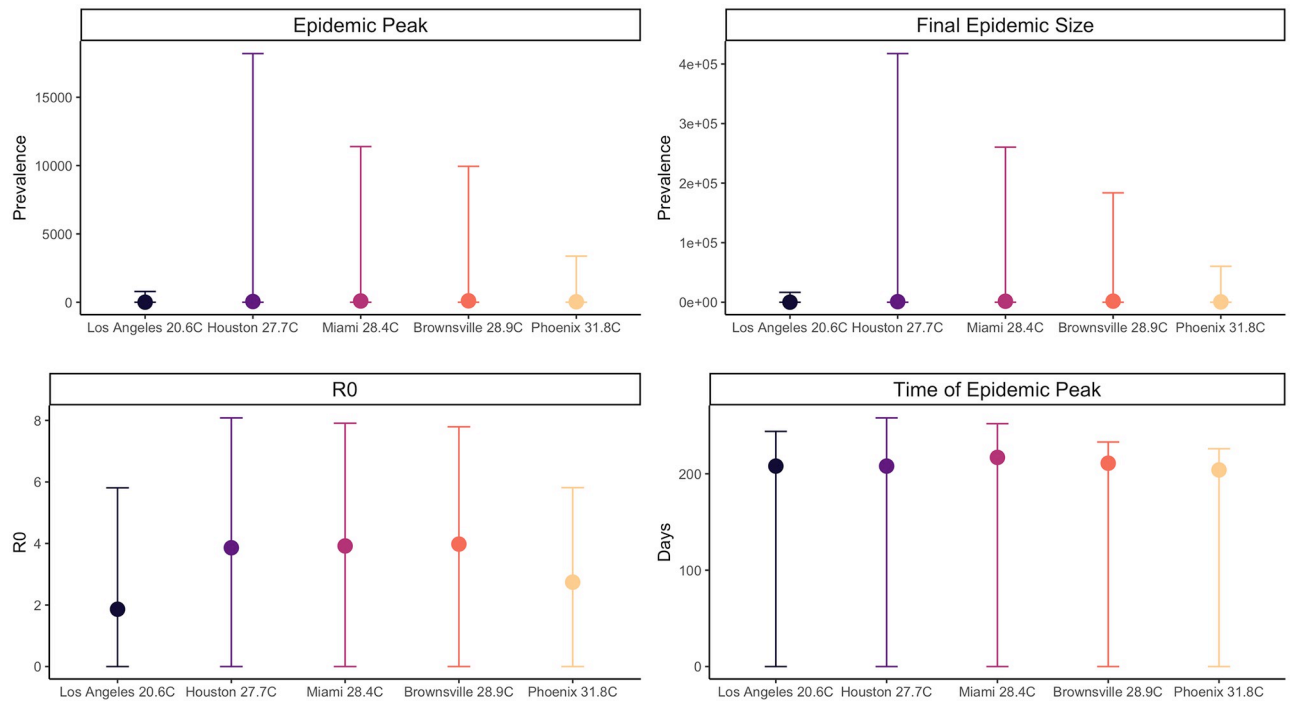 Epidemic Peak
Prevalence
15000
10000
5000
0
Los Angeles 20.6C Houston 27.7C Miami 28.4C Brownsville 28.9C Phoenix 31.8C
Final Epidemic Size
Prevalence
4e+05
3e+05
2e+05
1e+05
0e+00
Los Angeles 20.6C Houston 27.7C Miami 28.4C Brownsville 28.9C Phoenix 31.8C
R0
R0
8
6
4
2
0
Los Angeles 20.6C Houston 27.7C Miami 28.4C Brownsville 28.9C Phoenix 31.8C
Time of Epidemic Peak
Days
200
100
0
Los Angeles 20.6C Houston 27.7C Miami 28.4C Brownsville 28.9C Phoenix 31.8C